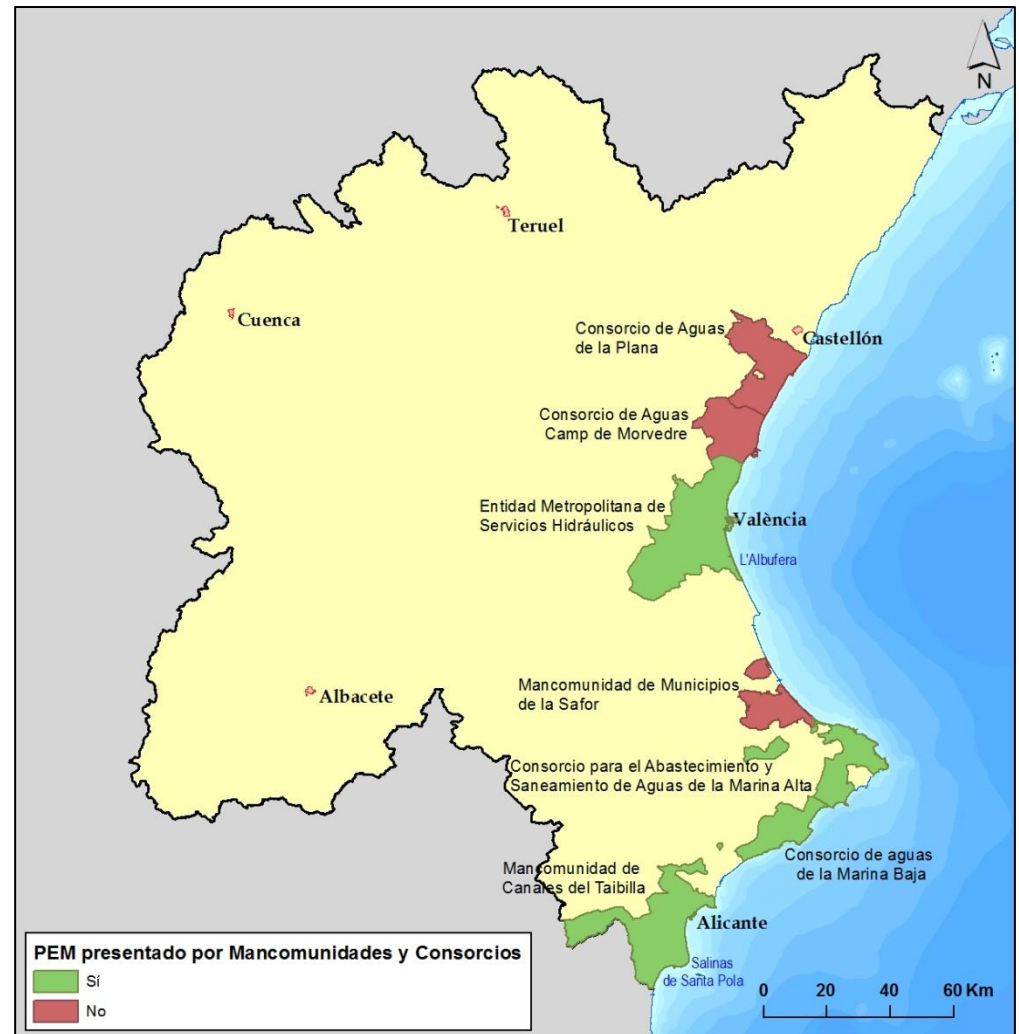 N
Teruel
Cuenca
Consorcio de Aguas
de la Plana
Castellón
Consorcio de Aguas
Camp de Morvedre
Entidad Metropolitana de
Servicios Hidráulicos
València
L'Albufera
Mancomunidad de Municipios
de la Safor
Albacete
Consorcio para el Abastecimiento y
Saneamiento de Aguas de la Marina Alta
Consorcio de aguas
de la Marina Baja
Mancomunidad de
Canales del Taibilla
Alicante
Salinas
de Santa Pola
PEM presentado por Mancomunidades y Consorcios
Sí
No
0 20 40 60 Km